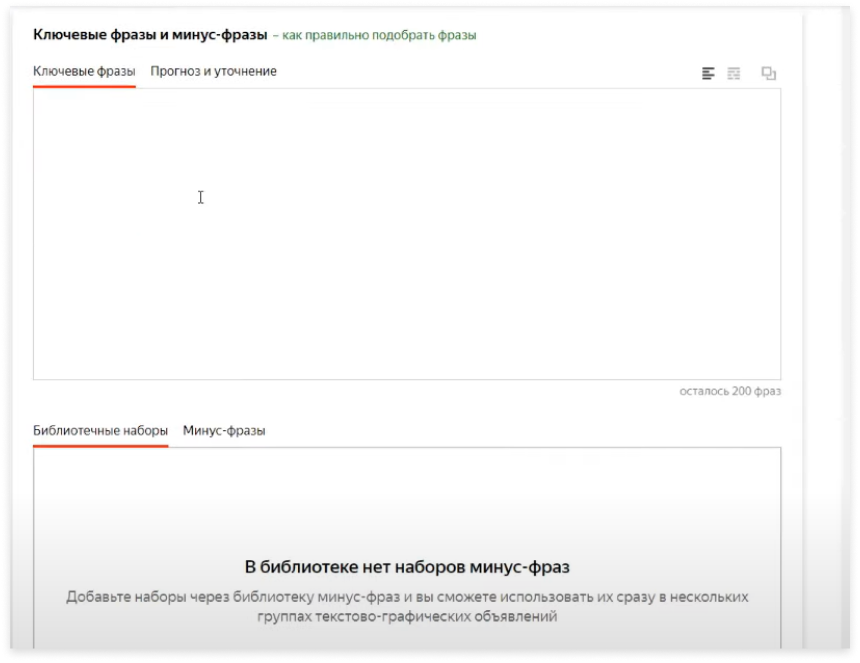 Ключевые фразы и минус-фразы – как правильно подобрать фразы
Ключевые фразы Прогноз и уточнение
осталось 200 фраз
Библиотечные наборы Минус-фразы
В библиотеке нет наборов минус-фраз
Добавьте наборы через библиотеку минус-фраз и вы сможете использовать их сразу в нескольких
группах текстово-графических объявлений